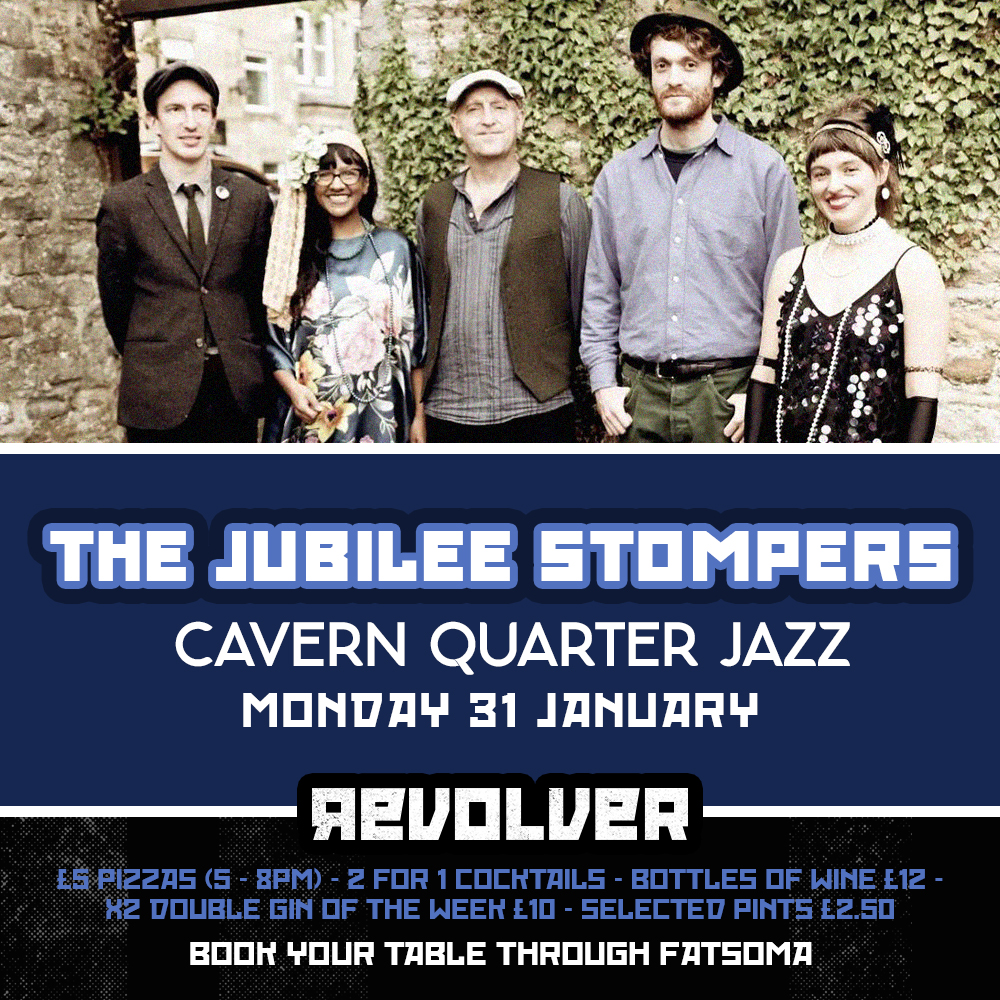 THE JUBILEE STOMPERS
CAVERN QUARTER JAZZ
MONDAY 31 JANUARY
REVOLVER
£5 PIZZAS (5 - 8PM) - 2 FOR 1 COCKTAILS - BOTTLES OF WINE £12 -
X2 DOUBLE GIN OF THE WEEK £10 - SELECTED PINTS £2.50
BOOK YOUR TABLE THROUGH FATSOMA